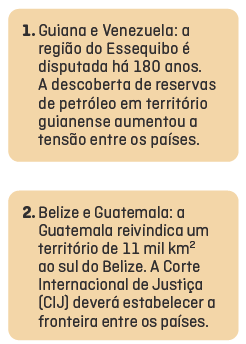 1. Guiana e Venezuela: a
região do Essequibo é
disputada há 180 anos.
A descoberta de reservas
de petróleo em território
guianense aumentou a
tensão entre os países.
2. Belize e Guatemala: a
Guatemala reivindica um
território de 11 mil km²
ao sul do Belize. A Corte
Internacional de Justiça
(CIJ) deverá estabelecer a
fronteira entre os países.